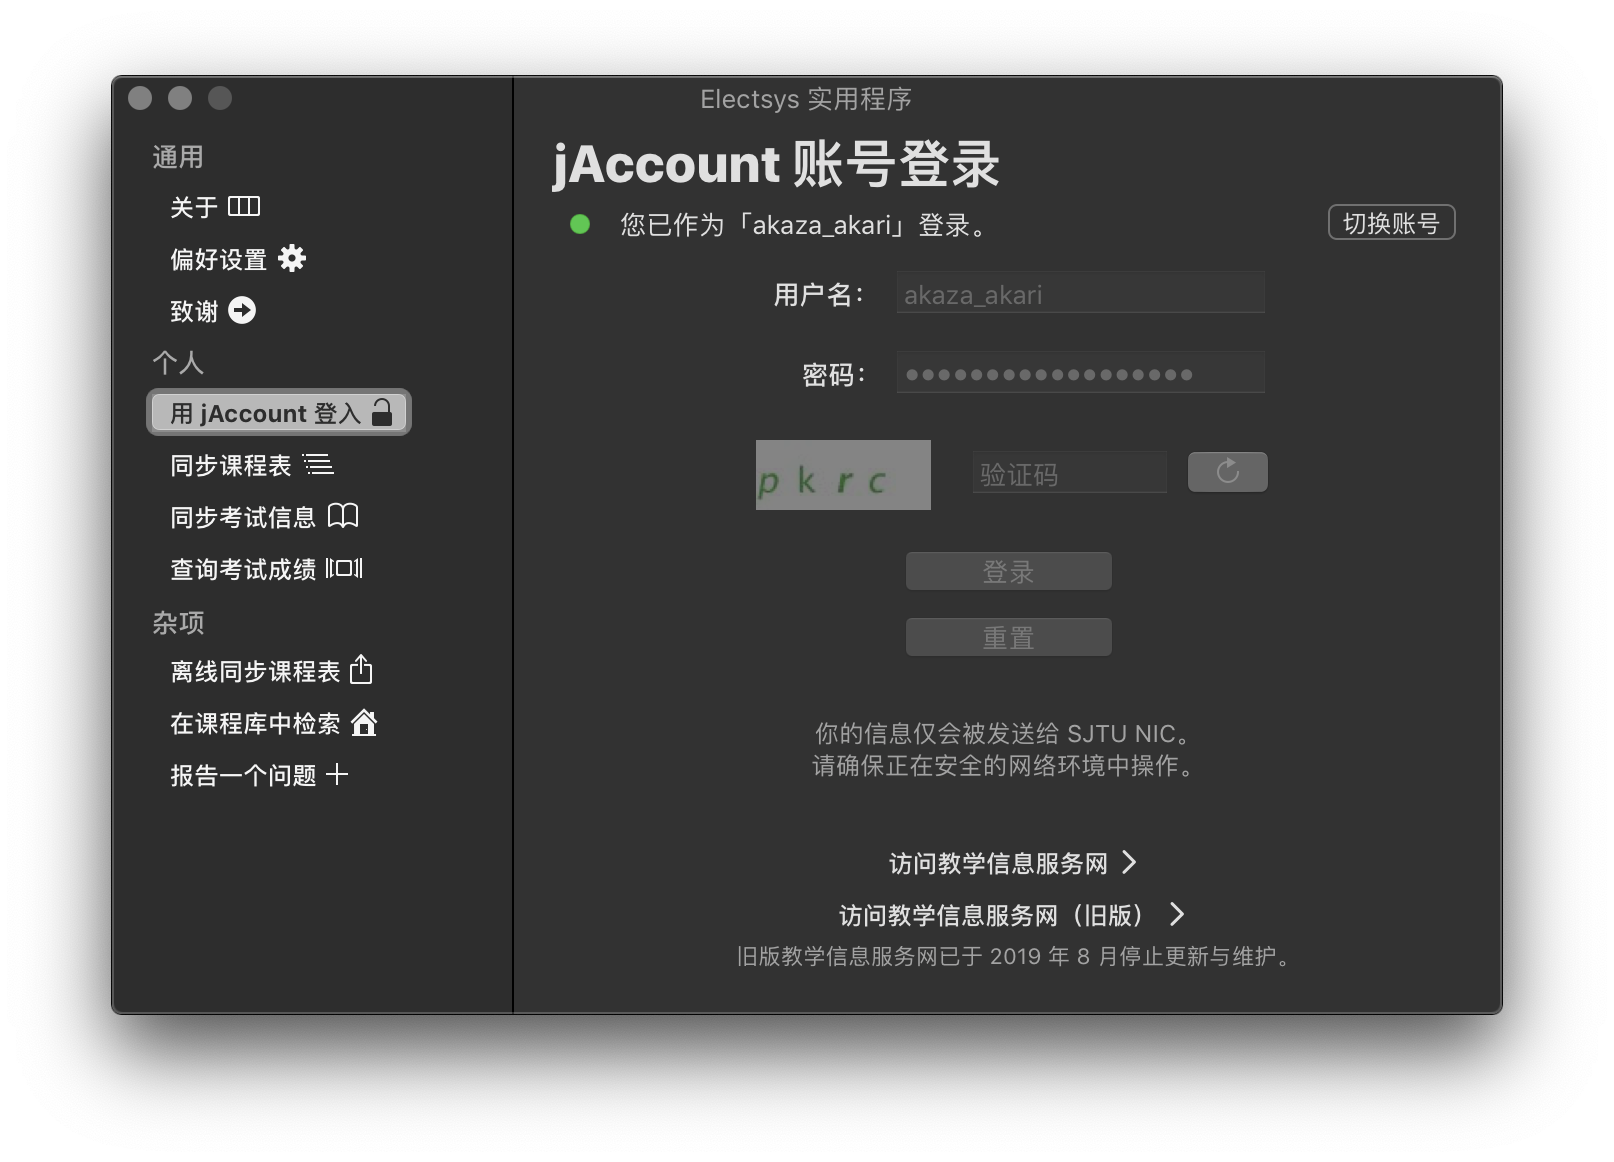 Electsys 实用程序
通用
关于
偏好设置
致谢
个人
用 jAccount 登入
同步课程表
同步考试信息
查询考试成绩
杂项
离线同步课程表
在课程库中检索
报告一个问题
jAccount 账号登录
您已作为「akaza_akari」登录。
切换账号
用户名：
akaza_akari
密码：
pkrc
验证码
登录
重置
你的信息仅会被发送给 SJTU NIC。
请确保正在安全的网络环境中操作。
访问教学信息服务网
访问教学信息服务网（旧版）
旧版教学信息服务网已于 2019 年 8 月停止更新与维护。